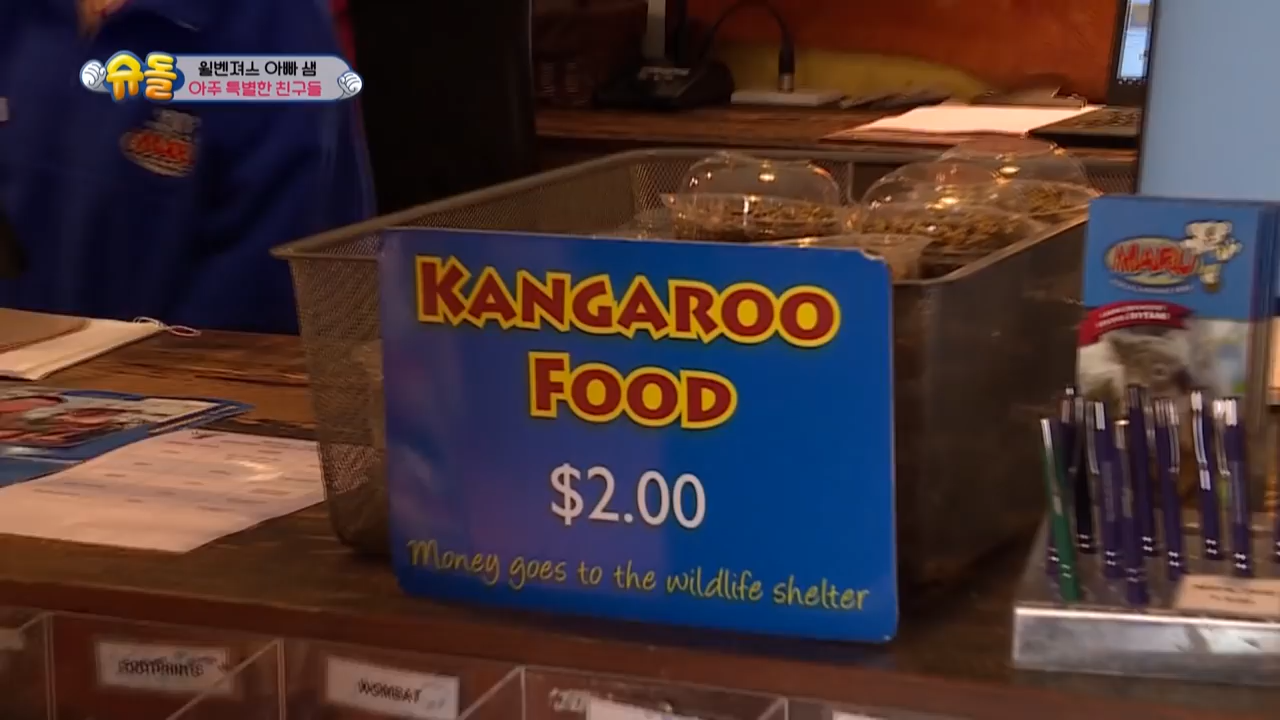 슈돌
윌벤져스 아빠 샘
아주 특별한 친구들
KANGAROO
FOOD
$2.00
Money goes to the wildlife shelter
MARU
FOOTPRINTS
WOMBAT